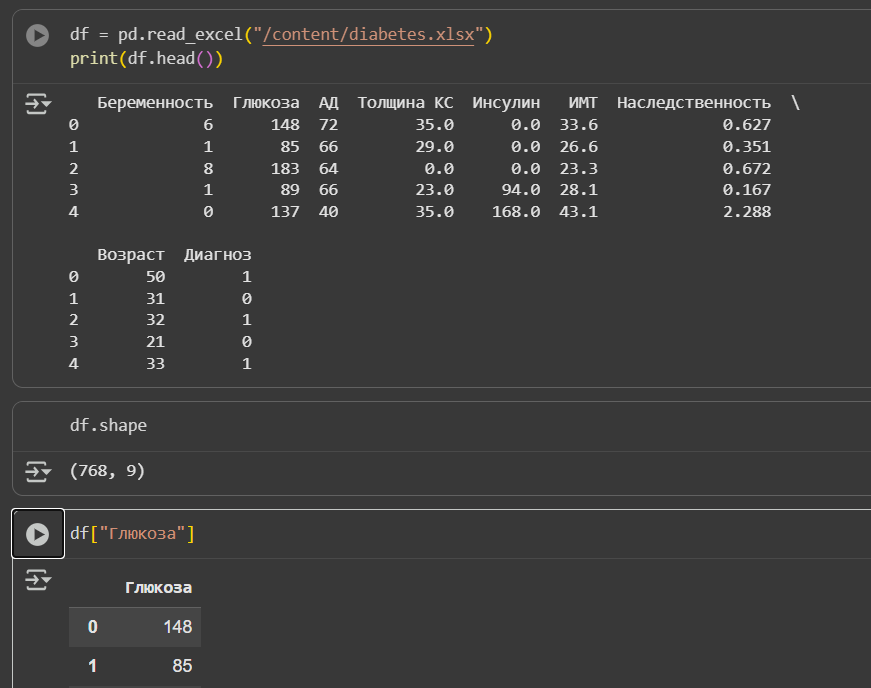 df = pd.read_excel("/content/diabetes.xlsx")
print(df.head())
Беременность Глюкоза АД Толщина КС Инсулин ИМТ Наследственность \
0 6 148 72 35.0 0.0 33.6 0.627
1 1 85 66 29.0 0.0 26.6 0.351
2 8 183 64 0.0 0.0 23.3 0.672
3 1 89 66 23.0 94.0 28.1 0.167
4 0 137 40 35.0 168.0 43.1 2.288
Возраст Диагноз
0 50 1
1 31 0
2 32 1
3 21 0
4 33 1
df.shape
(768, 9)
df["Глюкоза"]
Глюкоза
0 148
1 85